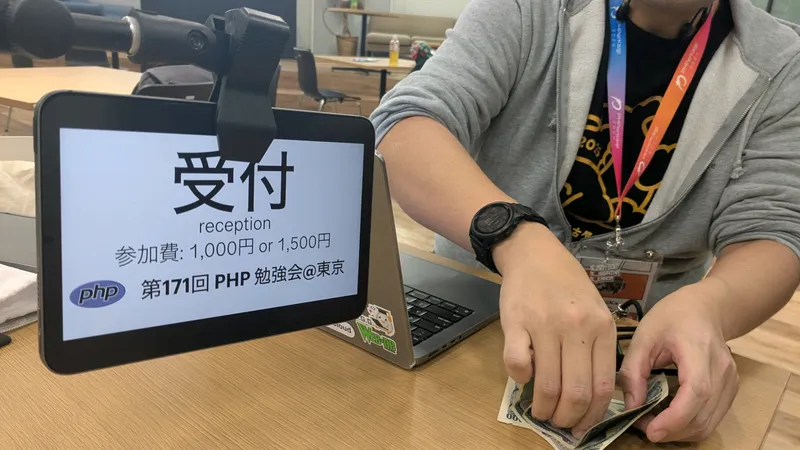 受付
reception
参加費: 1,000円 or 1,500円
php
第171回 PHP 勉強会@東京